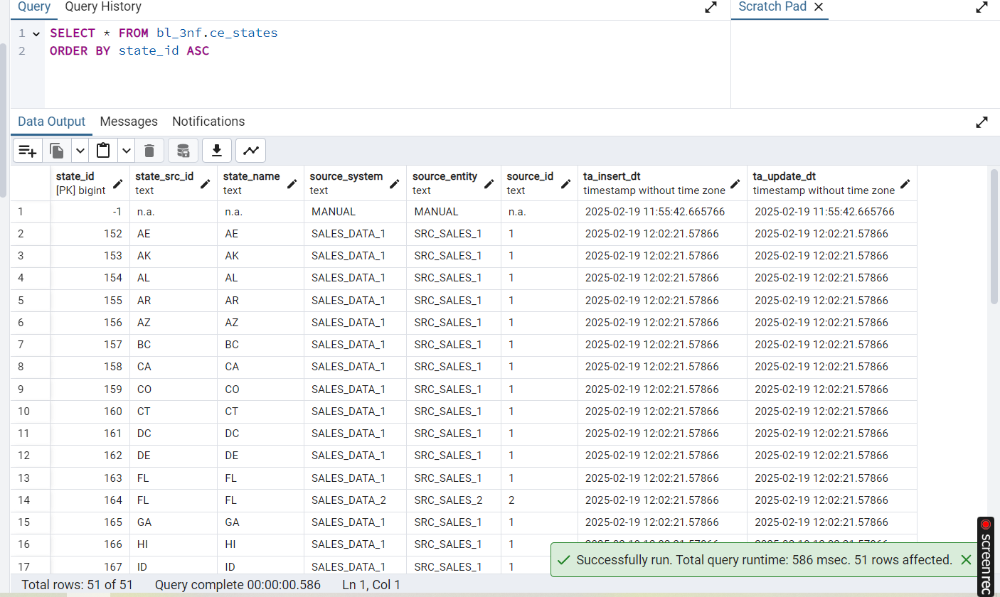 Query Query History Scratch Pad
1 SELECT * FROM bl_3nf.ce_states
2 ORDER BY state_id ASC
Data Output Messages Notifications
state_id state_src_id state_name source_system source_entity source_id ta_insert_dt ta_update_dt
[PK] bigint text text text text text timestamp without time zone timestamp without time zone
1 -1 n.a. n.a. MANUAL MANUAL n.a. 2025-02-19 11:55:42.665766 2025-02-19 11:55:42.665766
2 152 AE AE SALES_DATA_1 SRC_SALES_1 1 2025-02-19 12:02:21.57866 2025-02-19 12:02:21.57866
3 153 AK AK SALES_DATA_1 SRC_SALES_1 1 2025-02-19 12:02:21.57866 2025-02-19 12:02:21.57866
4 154 AL AL SALES_DATA_1 SRC_SALES_1 1 2025-02-19 12:02:21.57866 2025-02-19 12:02:21.57866
5 155 AR AR SALES_DATA_1 SRC_SALES_1 1 2025-02-19 12:02:21.57866 2025-02-19 12:02:21.57866
6 156 AZ AZ SALES_DATA_1 SRC_SALES_1 1 2025-02-19 12:02:21.57866 2025-02-19 12:02:21.57866
7 157 BC BC SALES_DATA_1 SRC_SALES_1 1 2025-02-19 12:02:21.57866 2025-02-19 12:02:21.57866
8 158 CA CA SALES_DATA_1 SRC_SALES_1 1 2025-02-19 12:02:21.57866 2025-02-19 12:02:21.57866
9 159 CO CO SALES_DATA_1 SRC_SALES_1 1 2025-02-19 12:02:21.57866 2025-02-19 12:02:21.57866
10 160 CT CT SALES_DATA_1 SRC_SALES_1 1 2025-02-19 12:02:21.57866 2025-02-19 12:02:21.57866
11 161 DC DC SALES_DATA_1 SRC_SALES_1 1 2025-02-19 12:02:21.57866 2025-02-19 12:02:21.57866
12 162 DE DE SALES_DATA_1 SRC_SALES_1 1 2025-02-19 12:02:21.57866 2025-02-19 12:02:21.57866
13 163 FL FL SALES_DATA_1 SRC_SALES_1 1 2025-02-19 12:02:21.57866 2025-02-19 12:02:21.57866
14 164 FL FL SALES_DATA_2 SRC_SALES_2 2 2025-02-19 12:02:21.57866 2025-02-19 12:02:21.57866
15 165 GA GA SALES_DATA_1 SRC_SALES_1 1 2025-02-19 12:02:21.57866 2025-02-19 12:02:21.57866
16 166 HI HI SALES_DATA_1 SRC_SALES_1 1
17 167 ID ID SALES_DATA_1 SRC_SALES_1 1
Successfully run. Total query runtime: 586 msec. 51 rows affected.
Total rows: 51 of 51 Query complete 00:00:00.586 Ln 1, Col 1
screenrec